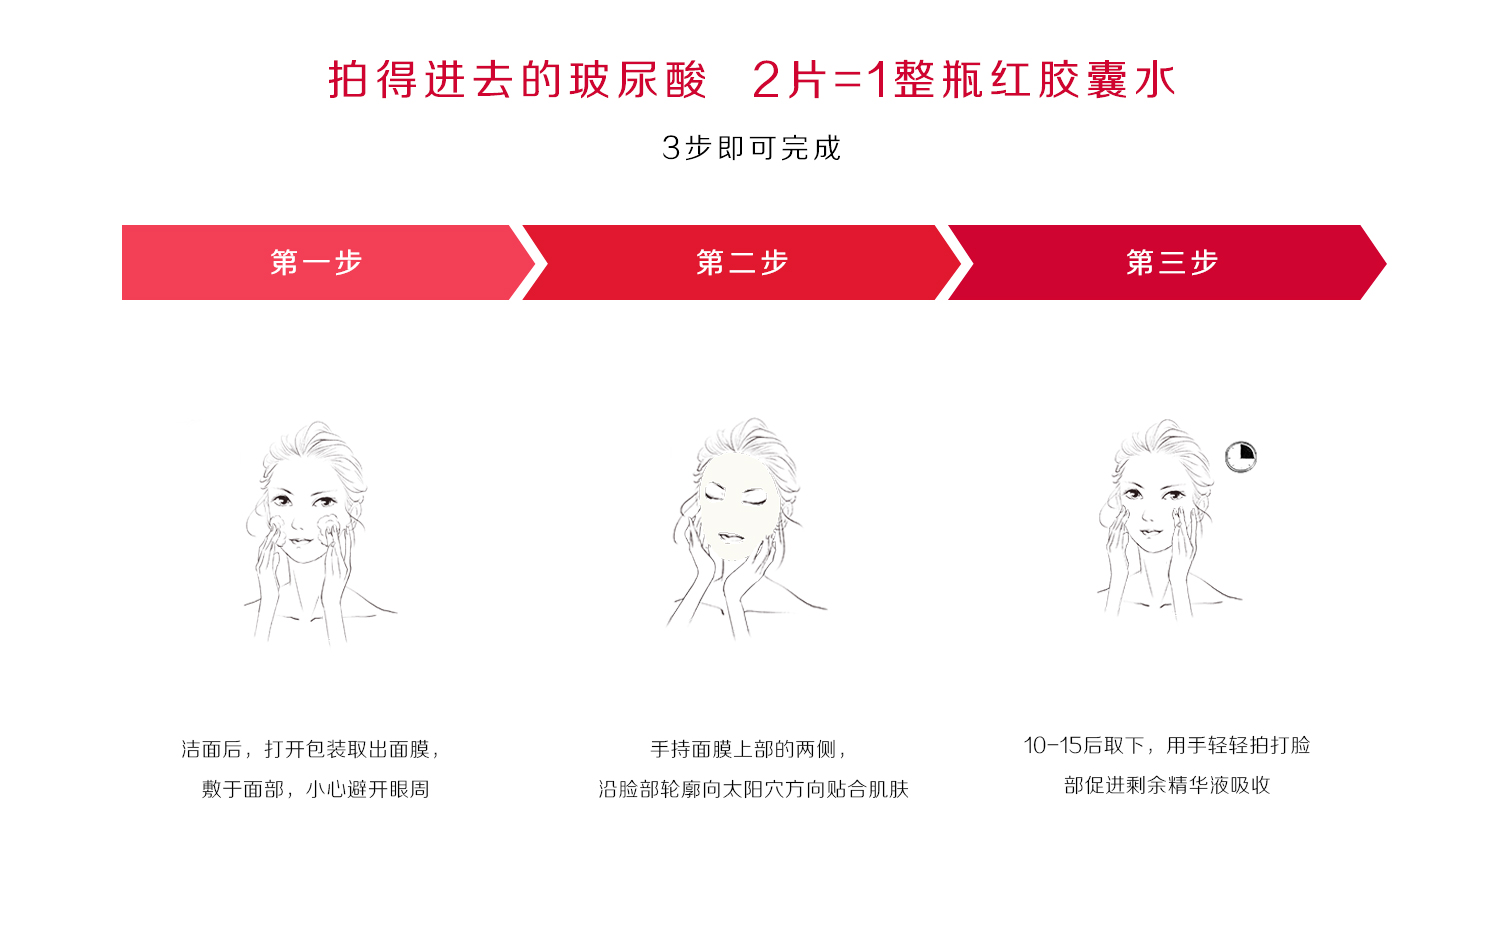 拍得进去的玻尿酸 2片=1整瓶红胶囊水
3步即可完成
第一步
第二步
第三步
洁面后，打开包装取出面膜，
敷于面部，小心避开眼周
手持面膜上部的两侧，
沿脸部轮廓向太阳穴方向贴合肌肤
10-15后取下，用手轻轻拍打脸
部促进剩余精华液吸收